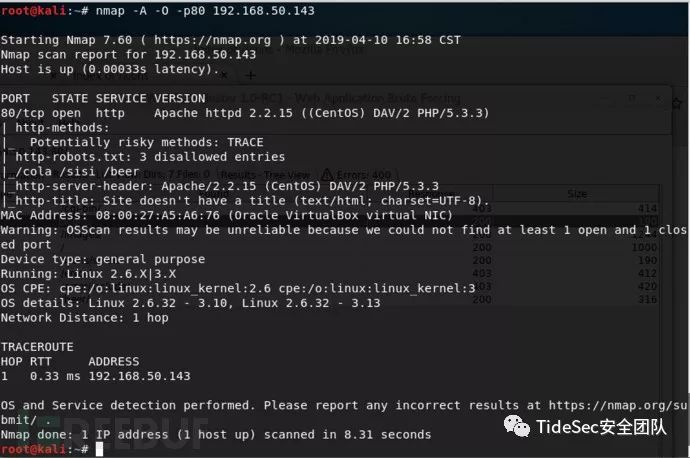 root@kali:~# nmap -A -O -p80 192.168.50.143
Starting Nmap 7.60 ( https://nmap.org ) at 2019-04-10 16:58 CST
Nmap scan report for 192.168.50.143
Host is up (0.00033s latency).
PORT   STATE SERVICE VERSION
80/tcp open  http    Apache httpd 2.2.15 ((CentOS) DAV/2 PHP/5.3.3)
| http-methods:
|_  Potentially risky methods: TRACE
| http-robots.txt: 3 disallowed entries
|_/cola /sisi /beer
|_http-server-header: Apache/2.2.15 (CentOS) DAV/2 PHP/5.3.3
|_http-title: Site doesn't have a title (text/html; charset=UTF-8).
MAC Address: 08:00:27:A5:A6:76 (Oracle VirtualBox virtual NIC)
Warning: OSScan results may be unreliable because we could not find at least 1 open and 1 clos
ed port
Device type: general purpose
Running: Linux 2.6.X|3.X
OS CPE: cpe:/o:linux:linux_kernel:2.6 cpe:/o:linux:linux_kernel:3
OS details: Linux 2.6.32 - 3.10, Linux 2.6.32 - 3.13
Network Distance: 1 hop
TRACEROUTE
HOP RTT     ADDRESS
1   0.33 ms 192.168.50.143
OS and Service detection performed. Please report any incorrect results at https://nmap.org/su
bmit/ .
Nmap done: 1 IP address (1 host up) scanned in 8.31 seconds
root@kali:~#
REEBUF
TideSec安全团队